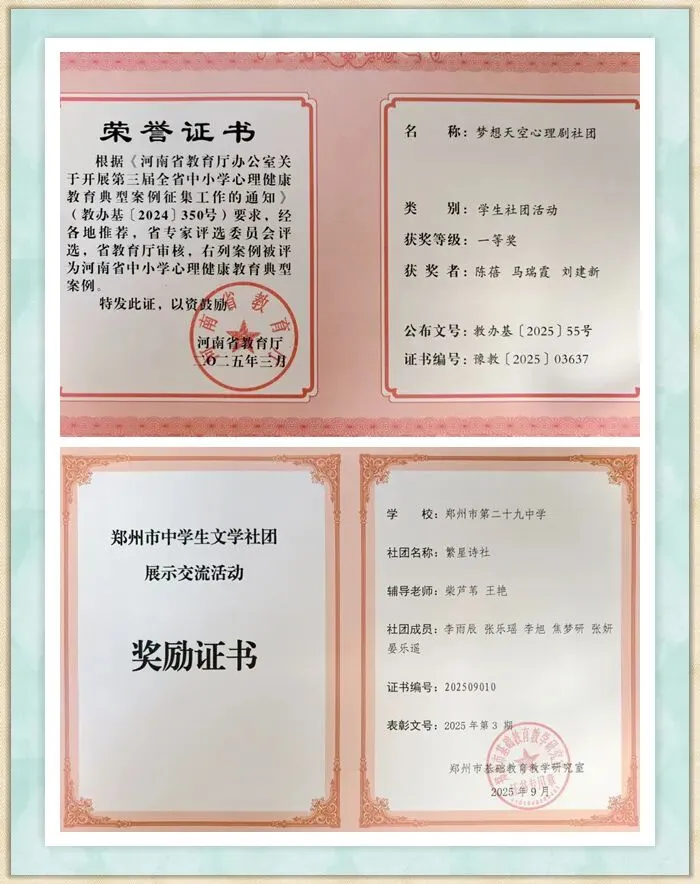 荣誉证书
根据《河南省教育厅办公室关
于开展第三届全省中小学心理健康
教育典型案例征集工作的通知》
（教办基〔2024〕350号）要求，经
各地推荐，省专家评选委员会评
选，省教育厅审核，右列案例被评
为河南省中小学心理健康教育典型
案例。
特发此证，以资鼓励
河南省教育厅
河南省教育厅
二〇二五年三月
名 称：梦想天空心理剧社团
类 别：学生社团活动
获奖等级：一等奖
获 奖 者：陈蓓 马瑞霞 刘建新
公布文号：教办基〔2025〕55号
证书编号：豫教〔2025〕03637
郑州市中学生文学社团
展示交流活动
奖励证书
学 校：郑州市第二十九中学
社团名称：繁星诗社
辅导老师：柴芦苇 王艳
社团成员：李雨辰 张乐瑶 李旭 焦梦研 张妍
晏乐遥
证书编号：202509010
表彰文号：2025年第3期
郑州市基础教育教学研究室
2025年9月